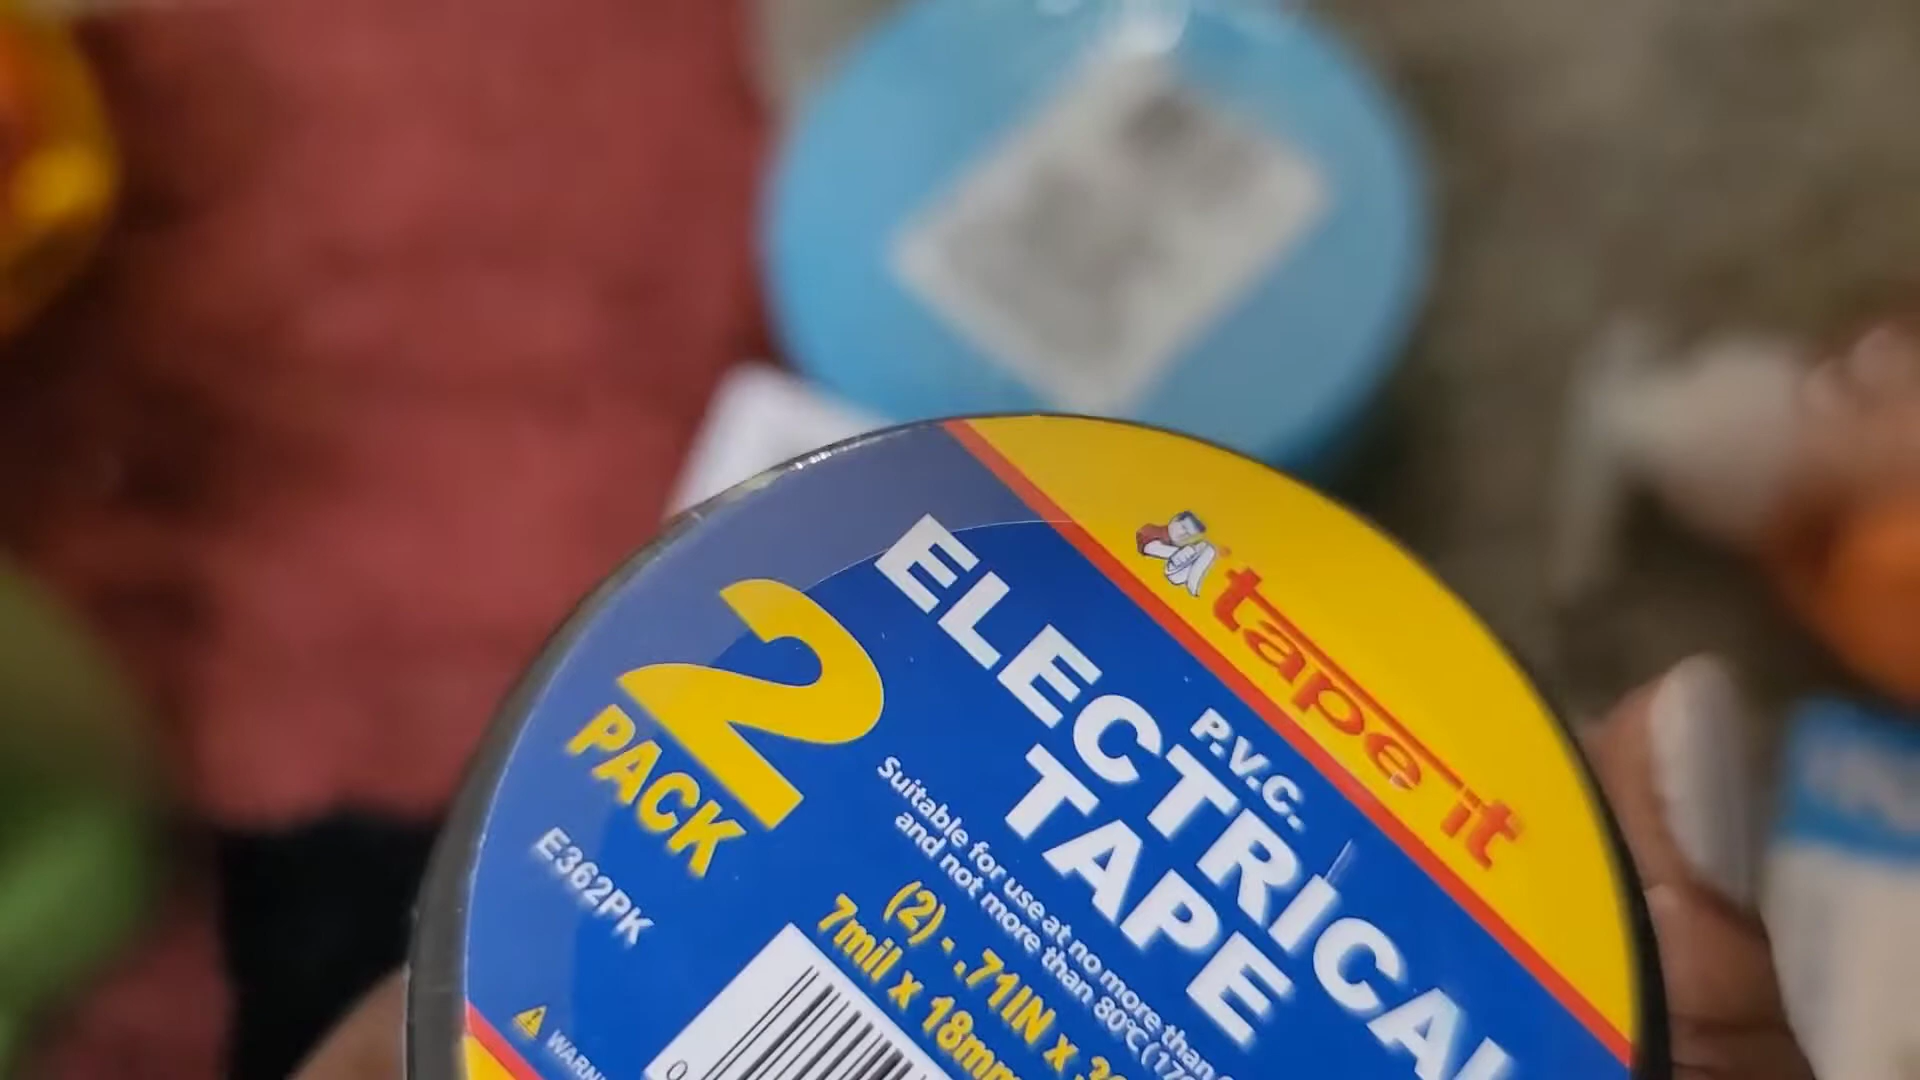 tape it
P.V.C.
ELECTRICAL
TAPE
2
PACK
Suitable for use at no more than
and not more than 80°C
(2) - .71IN x
7mil x 18mm
E362PK
0